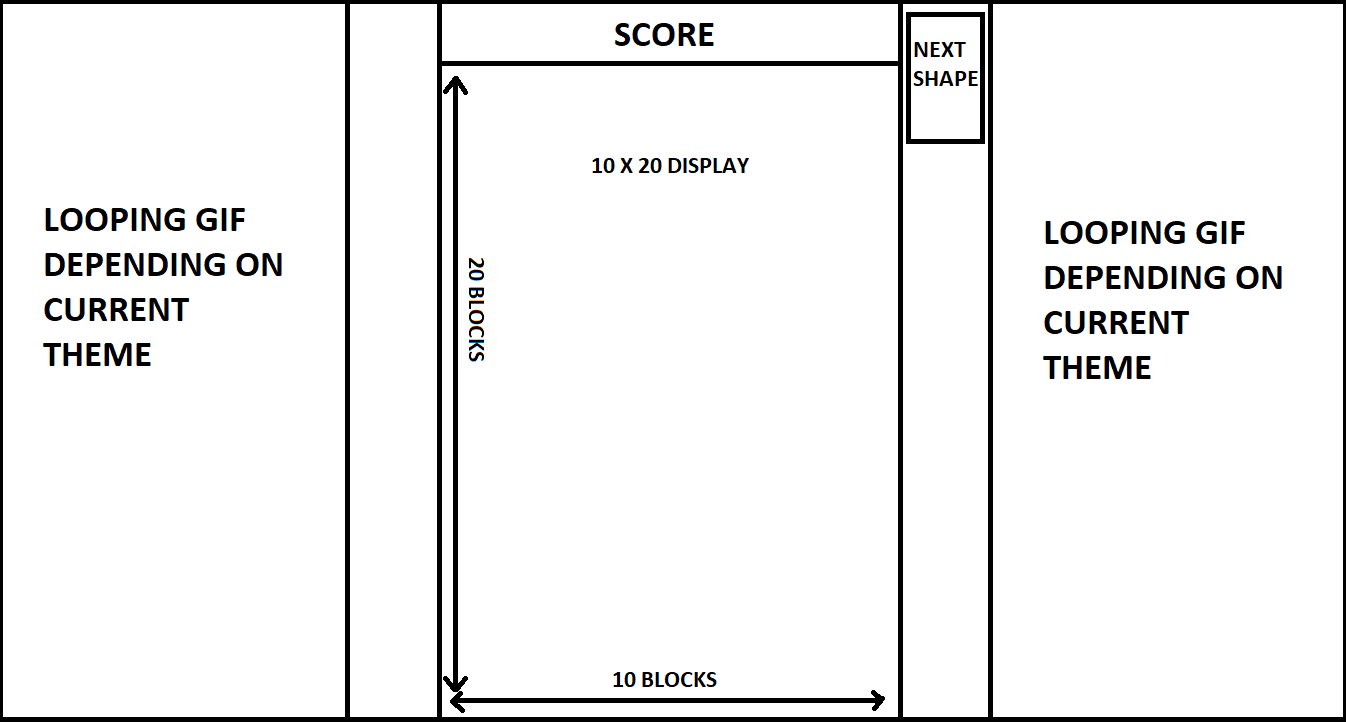 SCORE
NEXT
SHAPE
10 X 20 DISPLAY
LOOPING GIF
DEPENDING ON
CURRENT
THEME
20 BLOCKS
LOOPING GIF
DEPENDING ON
CURRENT
THEME
10 BLOCKS